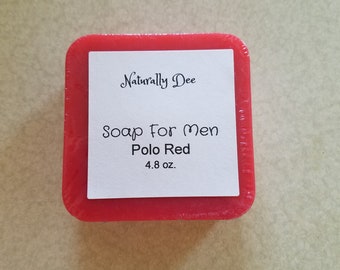 Naturally Dee
Soap For Men
Polo Red
4.8 oz.